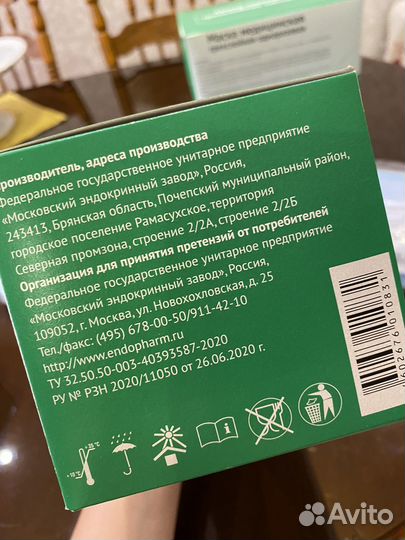 Маска медицинская
роизводитель, адреса производства
Федеральное государственное унитарное предприятие
«Московский эндокринный завод», Россия,
243413, Брянская область, Почепский муниципальный район,
городское поселение Рамасухское, территория
Северная промзона, строение 2/2А, строение 2/2Б
Организация для принятия претензий от потребителей
Федеральное государственное унитарное предприятие
«Московский эндокринный завод», Россия,
109052, г. Москва, ул. Новохохловская, д. 25
Тел./факс: (495) 678-00-50/911-42-10
http://www.endopharm.ru
ТУ 32.50.50-003-40393587-2020
РУ № РЗН 2020/11050 от 26.06.2020 г.
602676010831
Avito